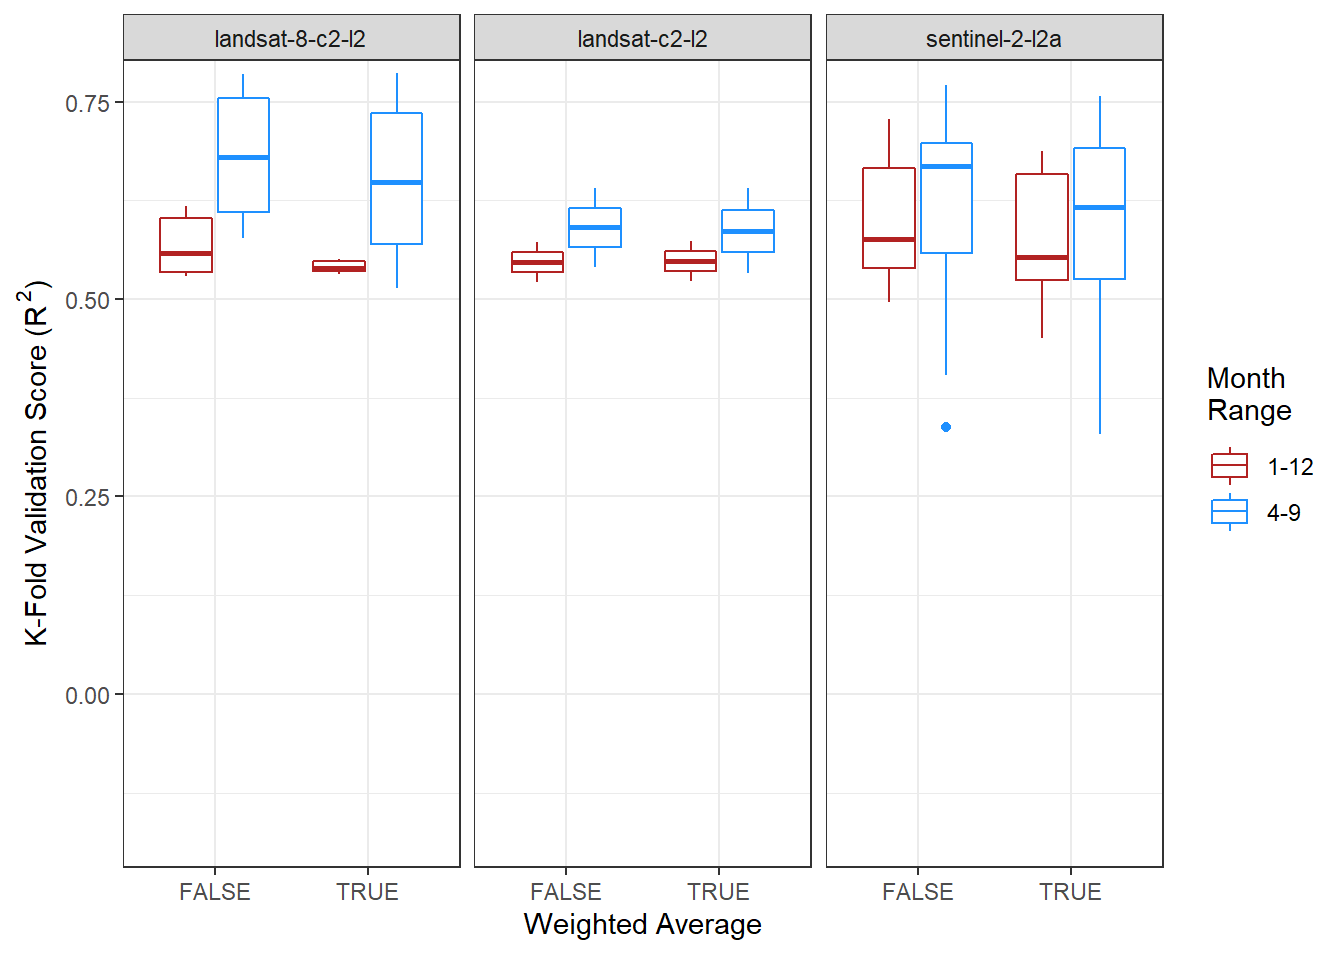 landsat-8-c2-l2
landsat-c2-l2
sentinel-2-l2a
K-Fold Validation Score (R²)
0.75
0.50
0.25
0.00
FALSE
TRUE
FALSE
TRUE
FALSE
TRUE
Weighted Average
Month
Range
1-12
4-9